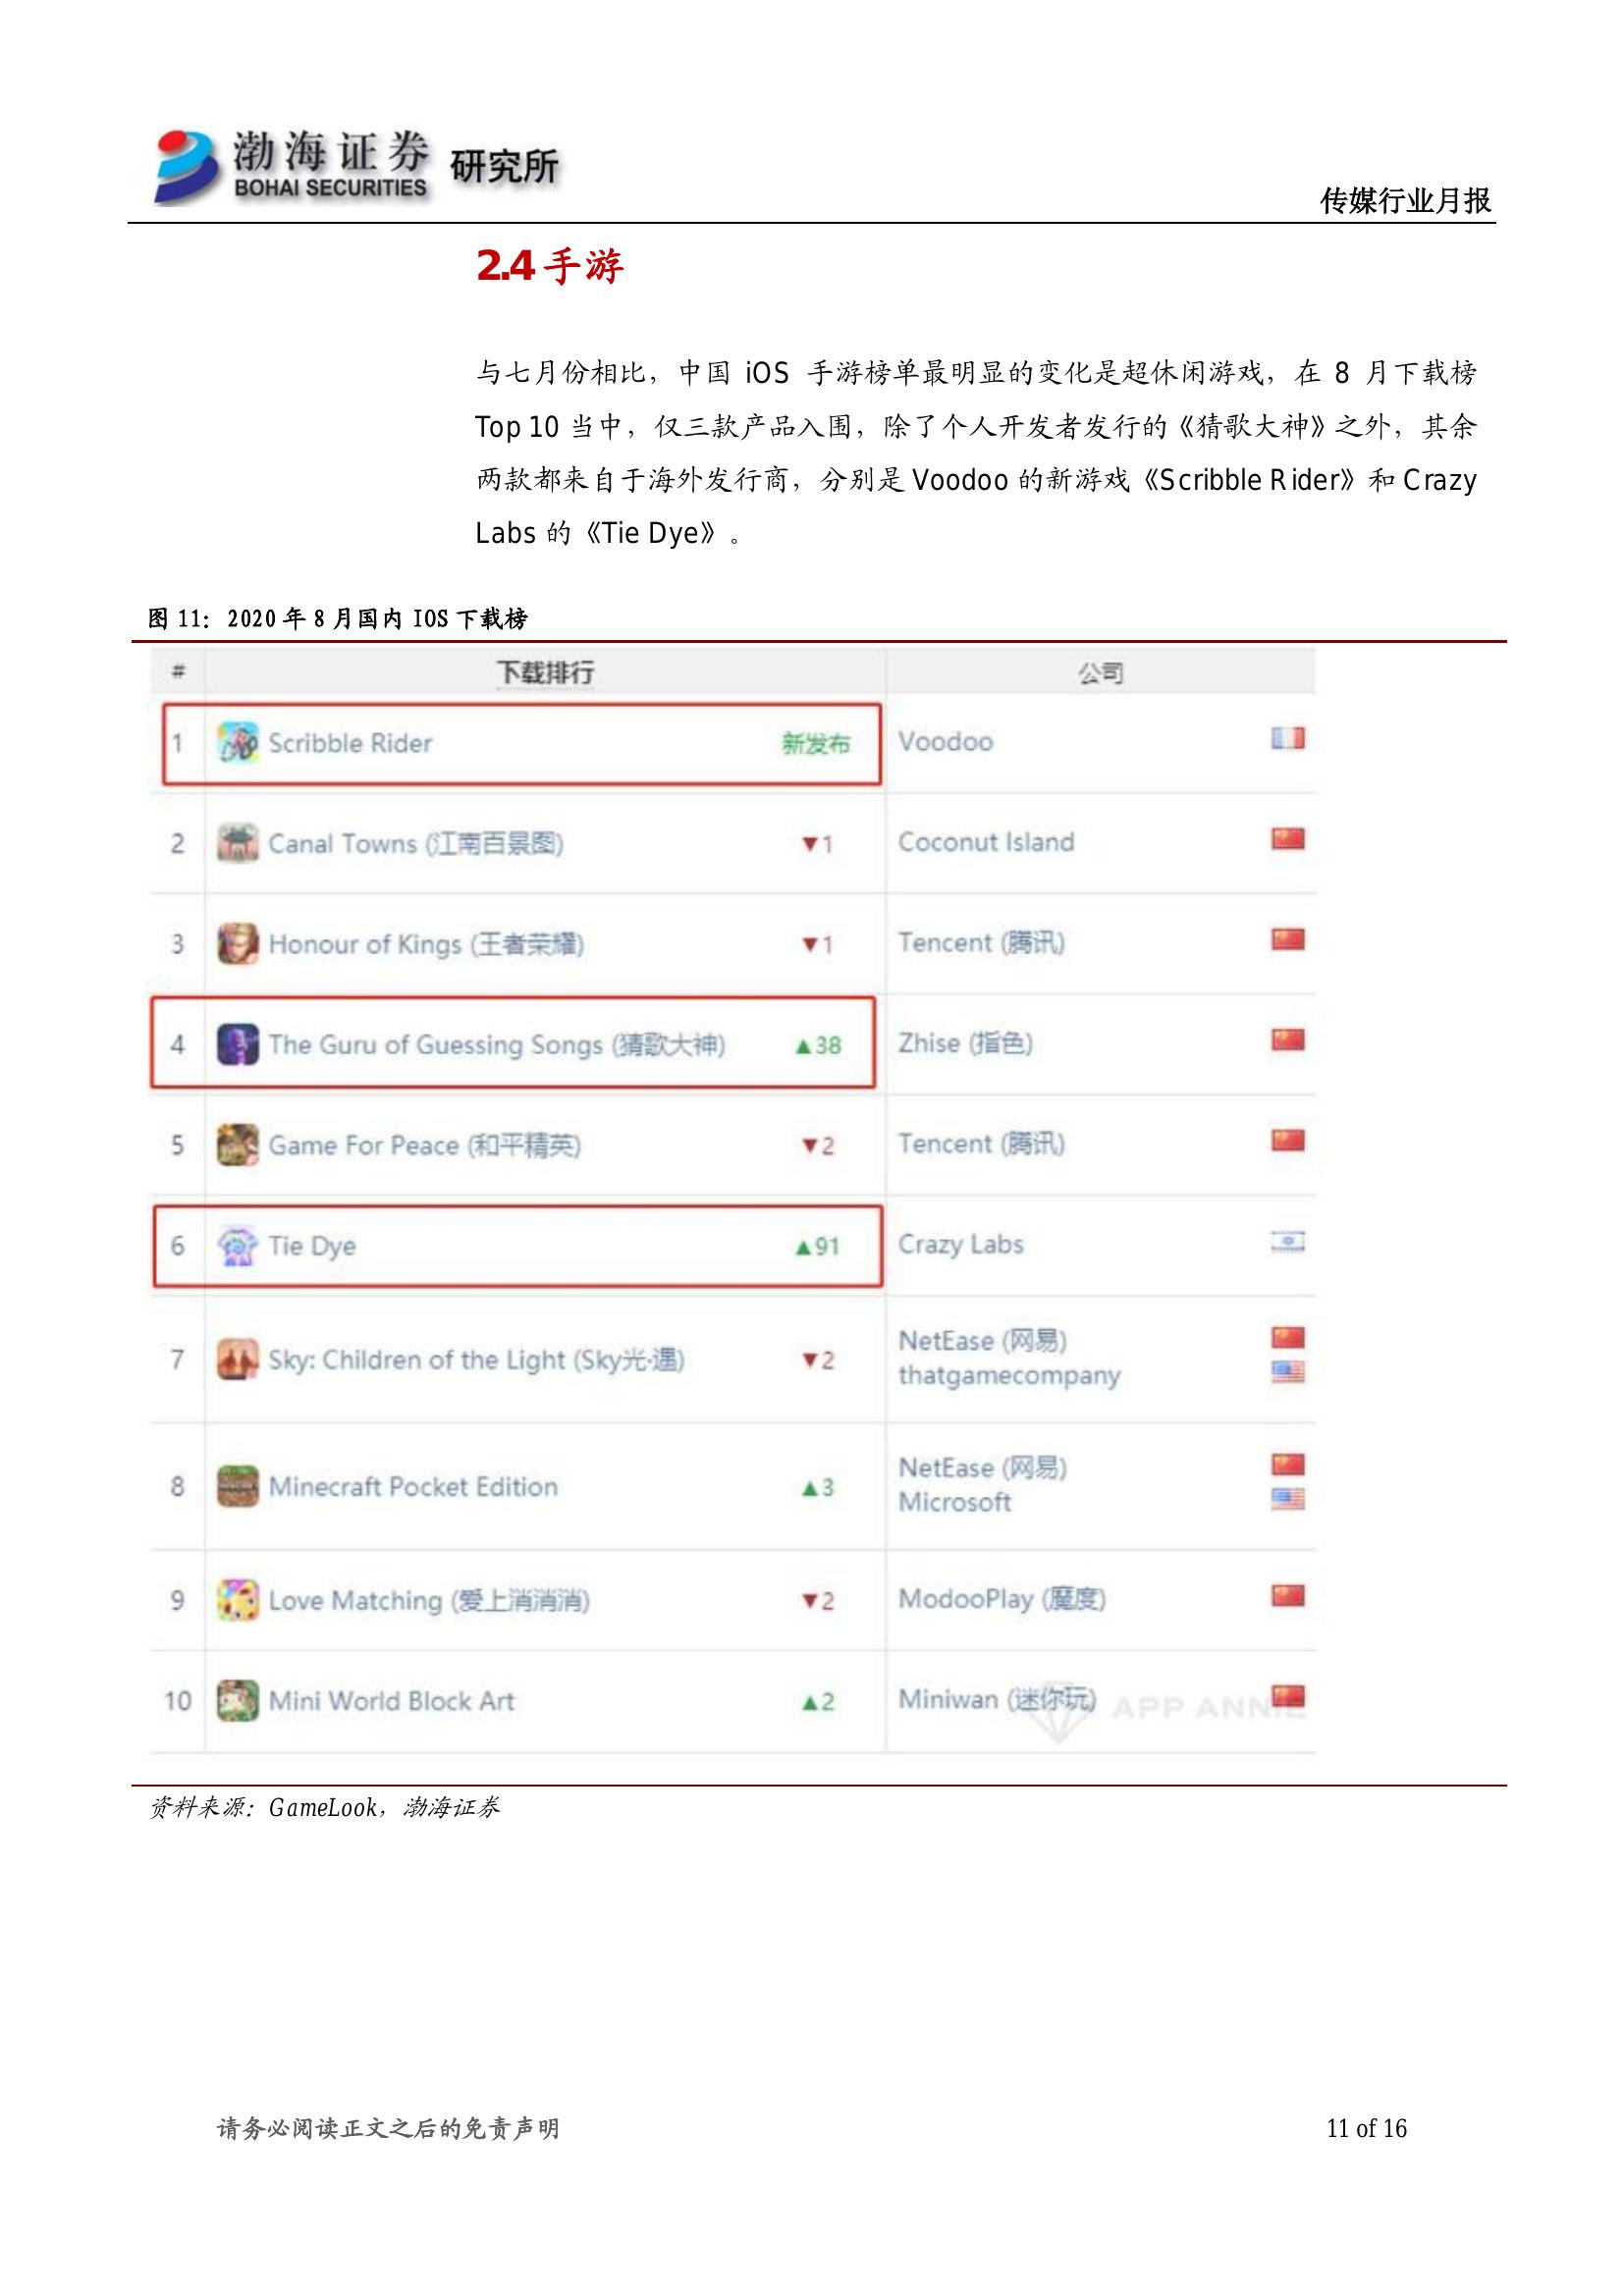 渤海证券 研究所
BOHAI SECURITIES
传媒行业月报
2.4 手游
与七月份相比，中国 iOS 手游榜单最明显的变化是超休闲游戏，在 8 月下载榜
Top 10 当中，仅三款产品入围，除了个人开发者发行的《猜歌大神》之外，其余
两款都来自于海外发行商，分别是 Voodoo 的新游戏《Scribble Rider》和 Crazy
Labs 的《Tie Dye》。
图 11：2020 年 8 月国内 IOS 下载榜
# 下载排行 公司
1 Scribble Rider 新发布 Voodoo
2 Canal Towns (江南百景图) ▼1 Coconut Island
3 Honour of Kings (王者荣耀) ▼1 Tencent (腾讯)
4 The Guru of Guessing Songs (猜歌大神) ▲38 Zhise (指色)
5 Game For Peace (和平精英) ▼2 Tencent (腾讯)
6 Tie Dye ▲91 Crazy Labs
7 Sky: Children of the Light (Sky光·遇) ▼2 NetEase (网易)
thatgamecompany
8 Minecraft Pocket Edition ▲3 NetEase (网易)
Microsoft
9 Love Matching (爱上消消消) ▼2 ModooPlay (魔度)
10 Mini World Block Art ▲2 Miniwan (迷你玩)
APP ANNIE
资料来源：GameLook，渤海证券
请务必阅读正文之后的免责声明
11 of 16